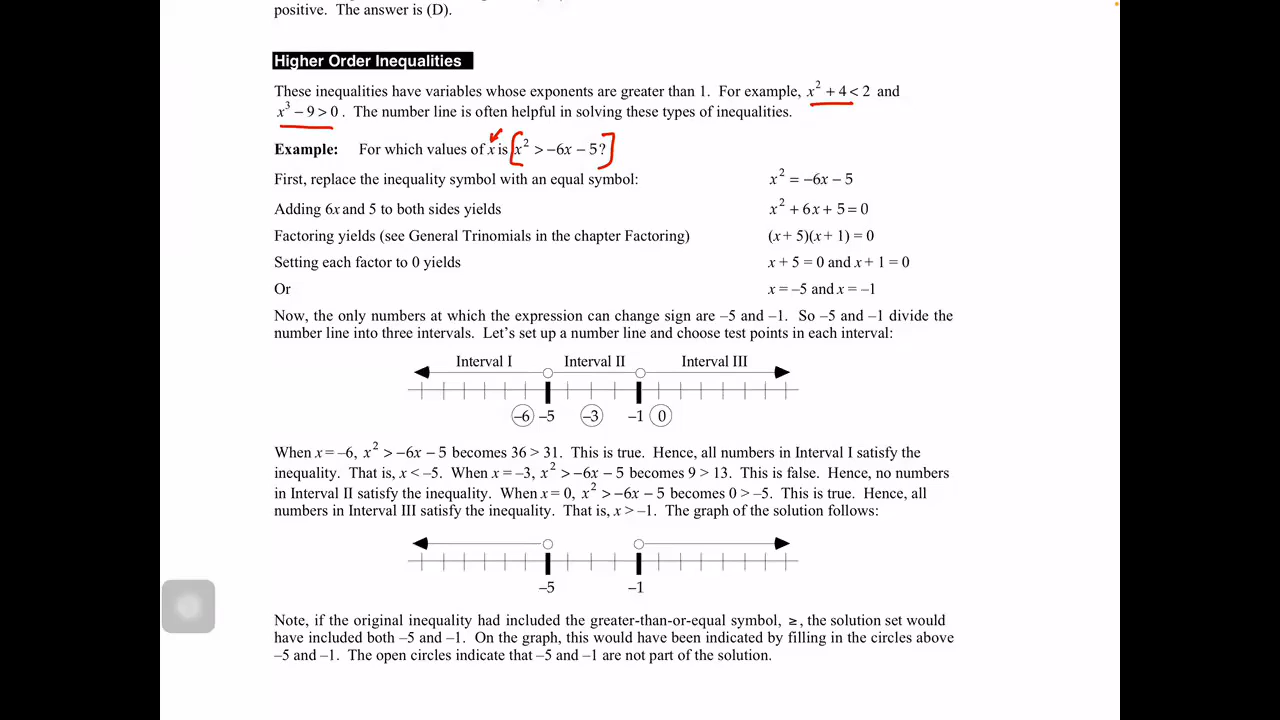 positive. The answer is (D).
Higher Order Inequalities
These inequalities have variables whose exponents are greater than 1. For example, x² + 4 < 2 and
x³ − 9 > 0 . The number line is often helpful in solving these types of inequalities.
Example: For which values of x is x² > −6x − 5?
First, replace the inequality symbol with an equal symbol: x² = −6x − 5
Adding 6x and 5 to both sides yields x² + 6x + 5 = 0
Factoring yields (see General Trinomials in the chapter Factoring) (x + 5)(x + 1) = 0
Setting each factor to 0 yields x + 5 = 0 and x + 1 = 0
Or x = –5 and x = –1
Now, the only numbers at which the expression can change sign are –5 and –1. So –5 and –1 divide the
number line into three intervals. Let's set up a number line and choose test points in each interval:
Interval I Interval II Interval III
–6 –5 –3 –1 0
When x = –6, x² > −6x − 5 becomes 36 > 31. This is true. Hence, all numbers in Interval I satisfy the
inequality. That is, x < –5. When x = –3, x² > −6x − 5 becomes 9 > 13. This is false. Hence, no numbers
in Interval II satisfy the inequality. When x = 0, x² > −6x − 5 becomes 0 > –5. This is true. Hence, all
numbers in Interval III satisfy the inequality. That is, x > –1. The graph of the solution follows:
–5 –1
Note, if the original inequality had included the greater-than-or-equal symbol, ≥, the solution set would
have included both –5 and –1. On the graph, this would have been indicated by filling in the circles above
–5 and –1. The open circles indicate that –5 and –1 are not part of the solution.